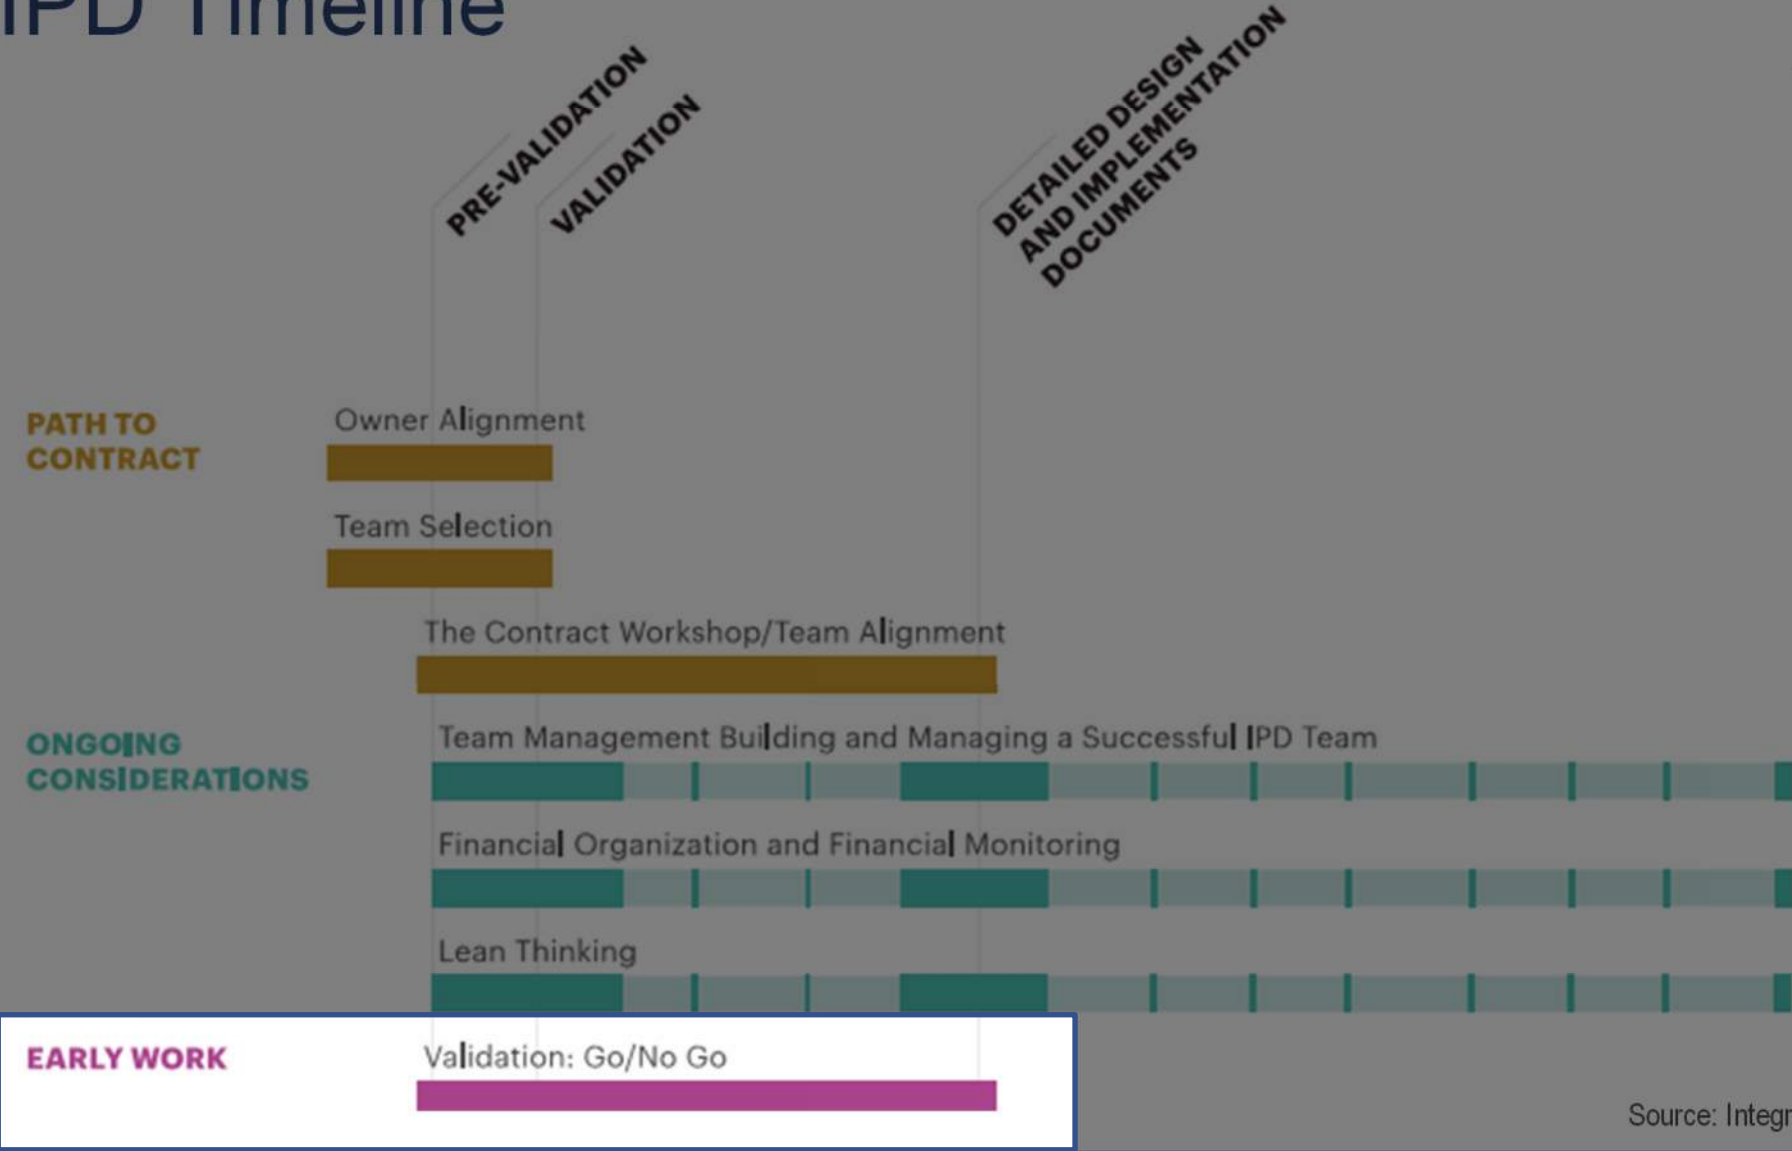 IPD Timeline
PRE-VALIDATION
VALIDATION
DETAILED DESIGN
AND IMPLEMENTATION
DOCUMENTS
PATH TO
CONTRACT
Owner Alignment
Team Selection
The Contract Workshop/Team Alignment
ONGOING
CONSIDERATIONS
Team Management Building and Managing a Successful IPD Team
Financial Organization and Financial Monitoring
Lean Thinking
EARLY WORK
Validation: Go/No Go
Source: Integr